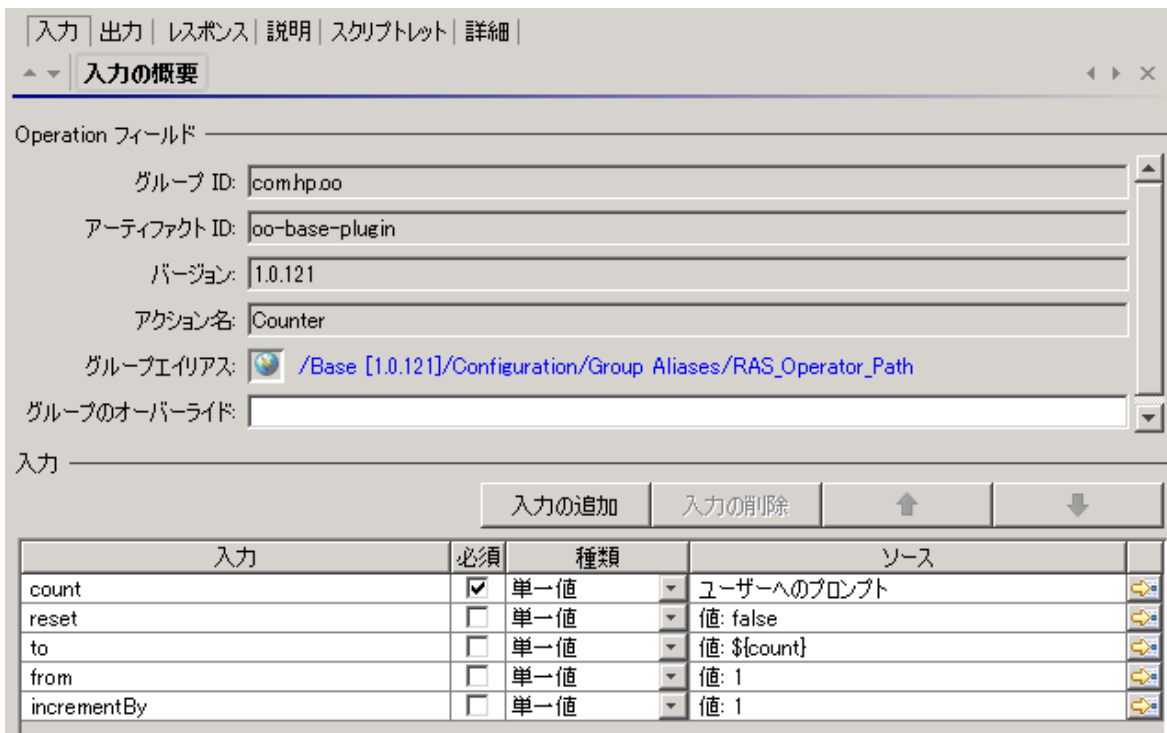 入力 出力 レスポンス 説明 スクリプトレット 詳細
入力の概要
Operation フィールド
グループ ID: com.hp.oo
アーティファクト ID: oo-base-plugin
バージョン: 1.0.121
アクション名: Counter
グループエイリアス: /Base [1.0.121]/Configuration/Group Aliases/RAS_Operator_Path
グループのオーバーライド:
入力
入力の追加 入力の削除
入力 必須 種類 ソース
count 単一値 ユーザーへのプロンプト
reset 単一値 値: false
to 単一値 値: ${count}
from 単一値 値: 1
incrementBy 単一値 値: 1